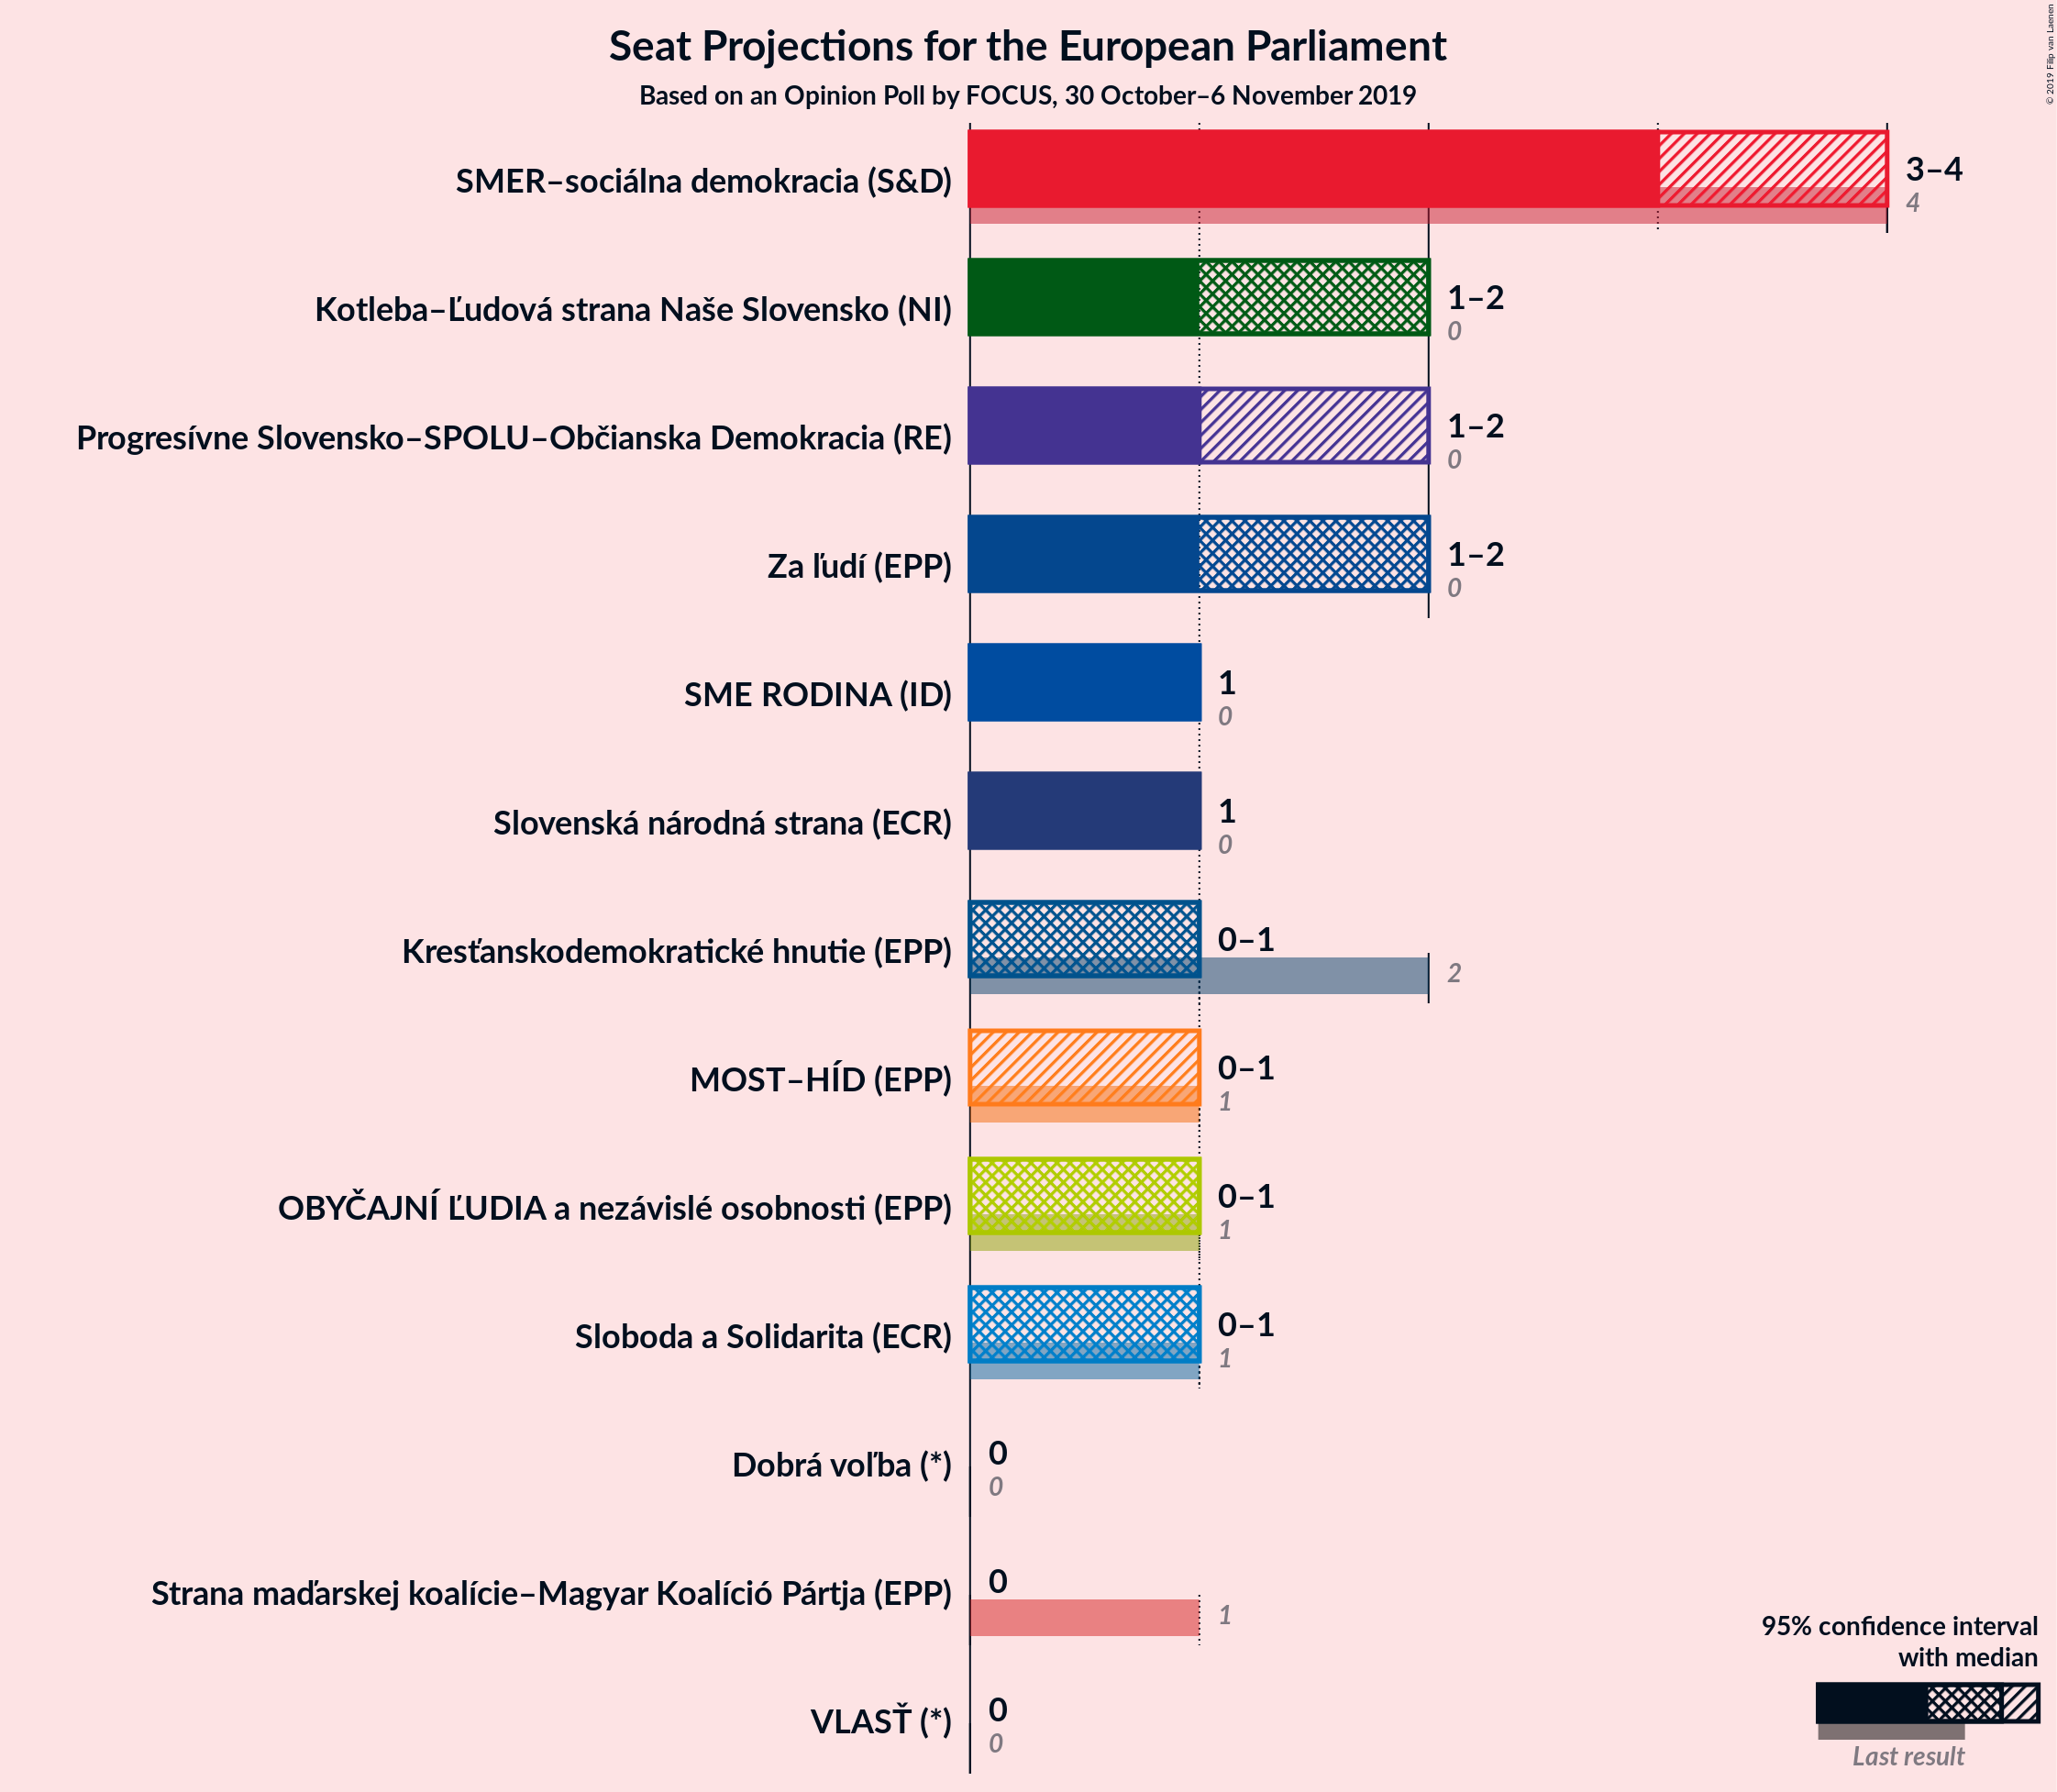 Seat Projections for the European Parliament
Based on an Opinion Poll by FOCUS, 30 October–6 November 2019
© 2019 Filip van Laenen
SMER–sociálna demokracia (S&D)
3–4
4
Kotleba–Ľudová strana Naše Slovensko (NI)
1–2
0
Progresívne Slovensko–SPOLU–Občianska Demokracia (RE)
1–2
0
Za ľudí (EPP)
1–2
0
SME RODINA (ID)
1
0
Slovenská národná strana (ECR)
1
0
Kresťanskodemokratické hnutie (EPP)
0–1
2
MOST–HÍD (EPP)
0–1
1
OBYČAJNÍ ĽUDIA a nezávislé osobnosti (EPP)
0–1
1
Sloboda a Solidarita (ECR)
0–1
1
Dobrá voľba (*)
0
0
Strana maďarskej koalície–Magyar Koalíció Pártja (EPP)
0
1
VLASŤ (*)
0
0
95% confidence interval
with median
Last result